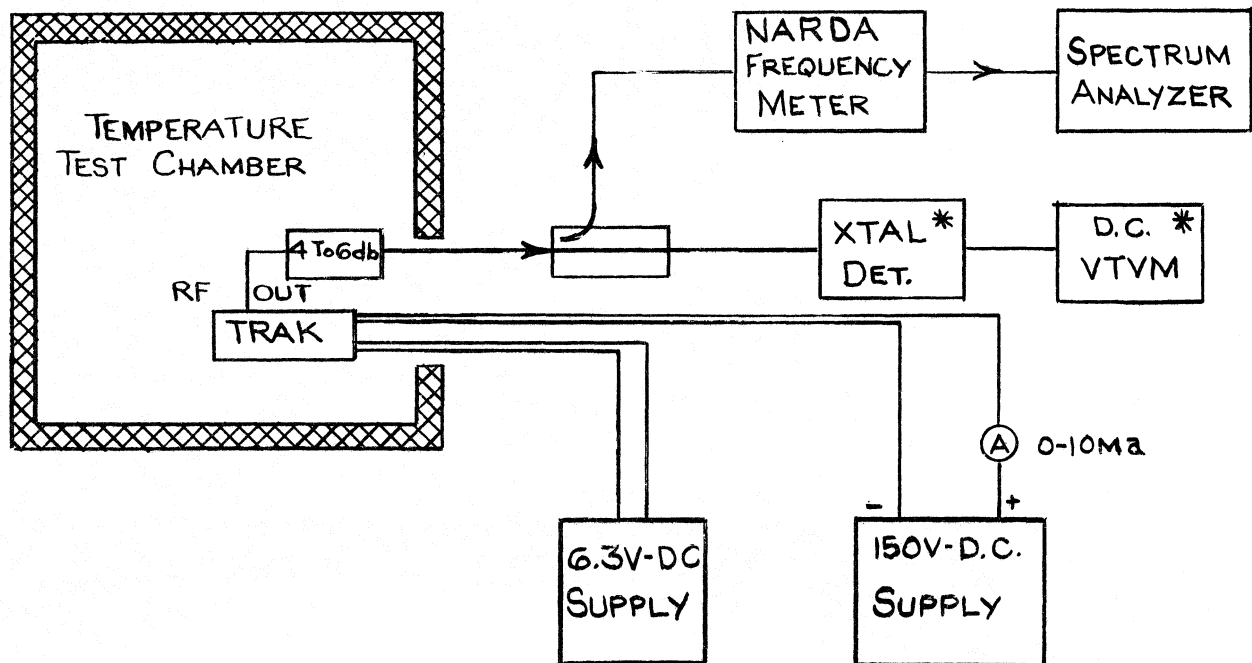 NARDA
FREQUENCY
METER
SPECTRUM
ANALYZER
TEMPERATURE
TEST CHAMBER
4 To 6db
XTAL *
DET.
D.C. *
VTVM
RF OUT
TRAK
A 0-10Ma
- +
6.3V-DC
SUPPLY
150V-D.C.
SUPPLY